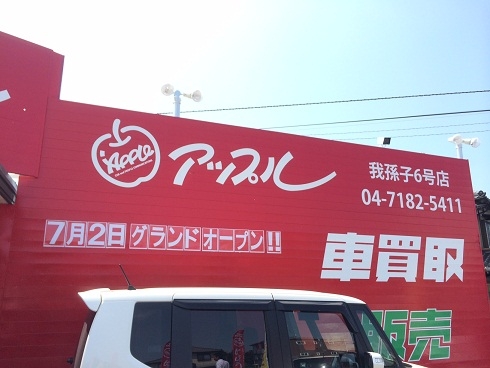 Apple
アップル
我孫子6号店
04-7182-5411
7月2日グランドオープン!!
車買取
販売